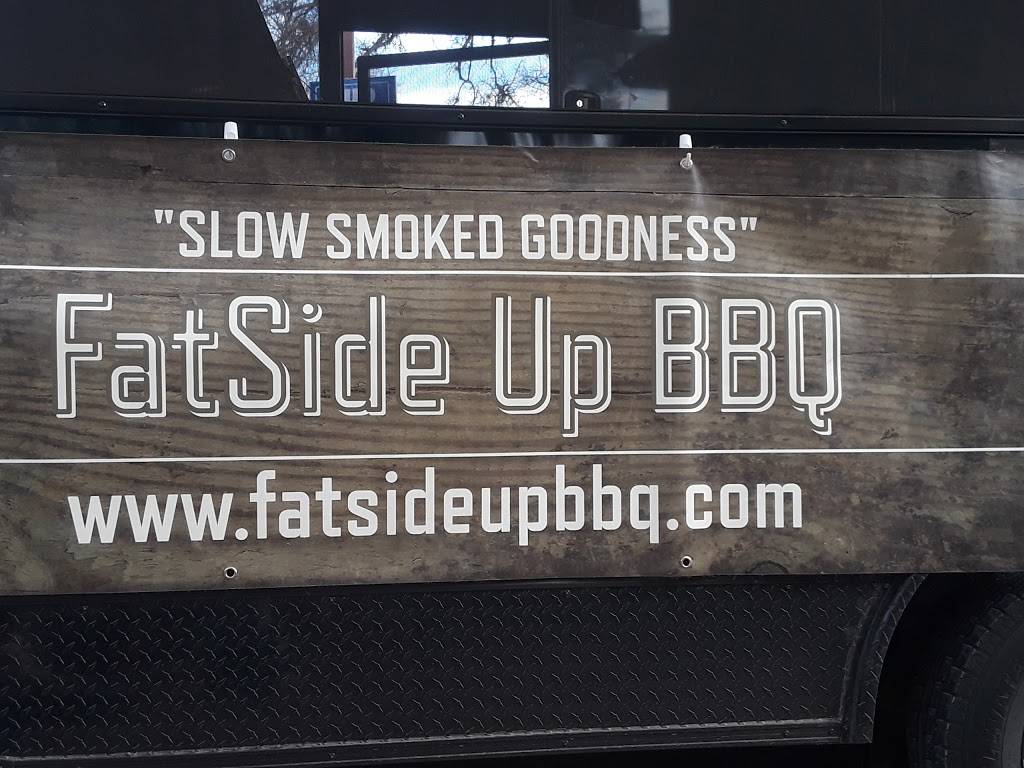 "SLOW SMOKED GOODNESS"
FatSide Up BBQ
www.fatsideupbbq.com